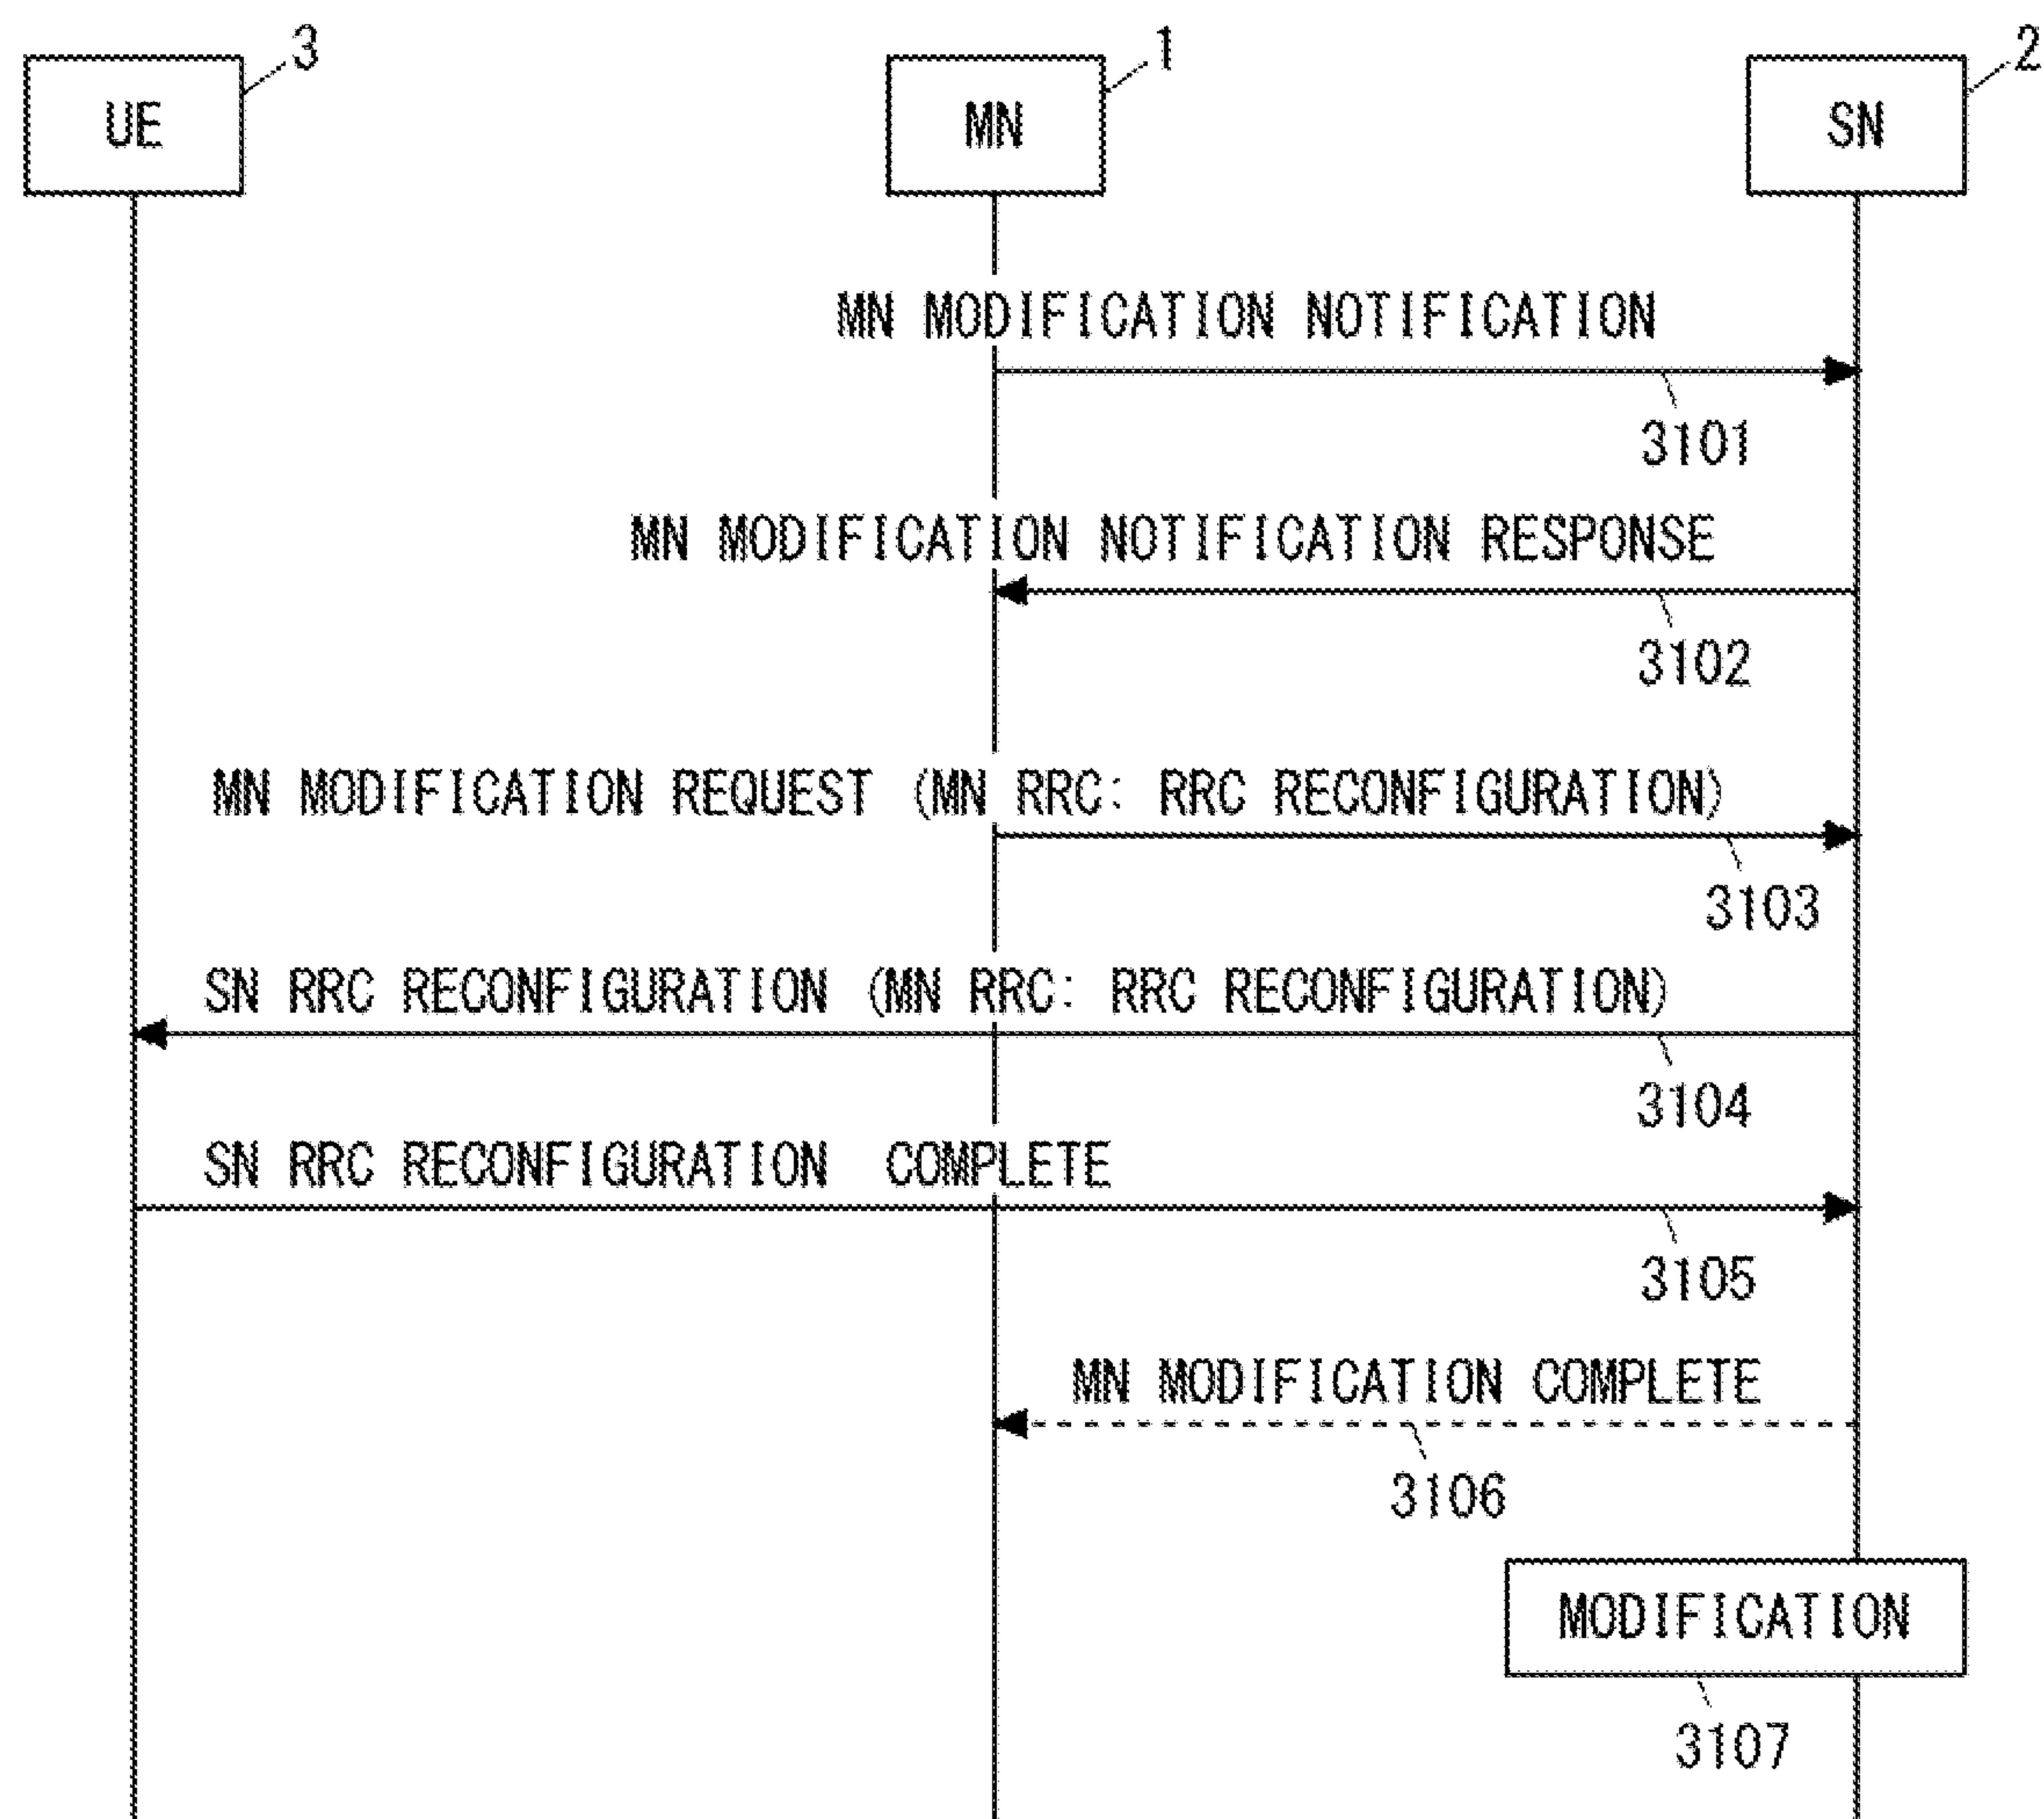 3
1
2
UE
MN
SN
MN MODIFICATION NOTIFICATION
3101
MN MODIFICATION NOTIFICATION RESPONSE
3102
MN MODIFICATION REQUEST (MN RRC: RRC RECONFIGURATION)
3103
SN RRC RECONFIGURATION (MN RRC: RRC RECONFIGURATION)
3104
SN RRC RECONFIGURATION COMPLETE
3105
MN MODIFICATION COMPLETE
3106
MODIFICATION
3107